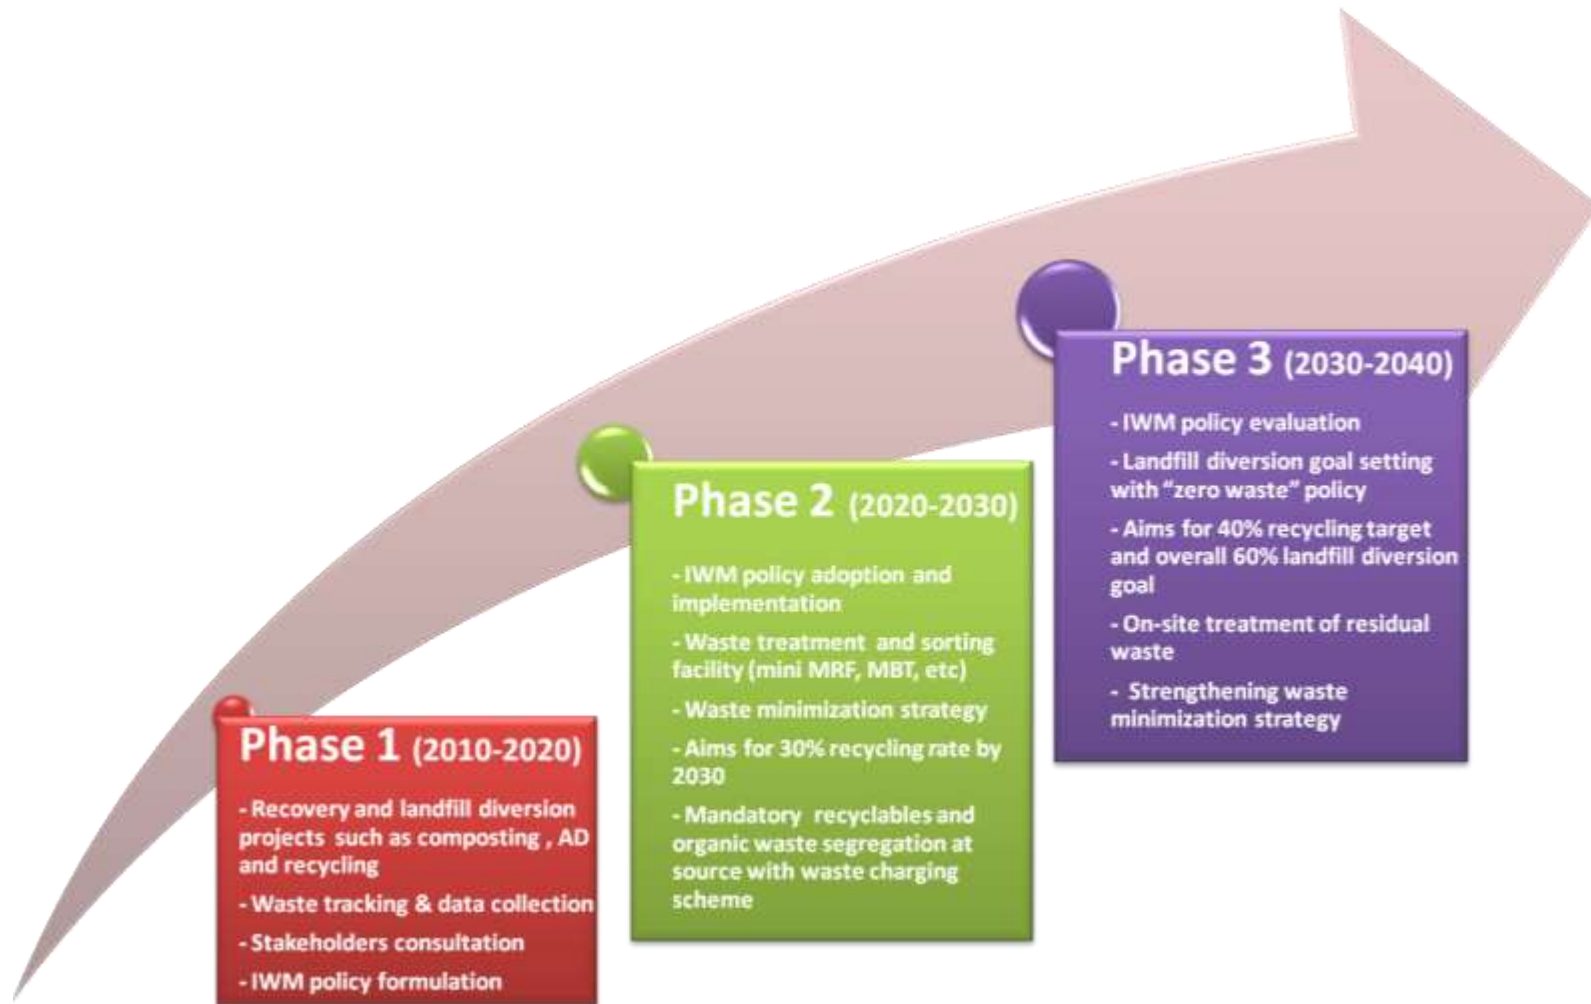 Phase 1 (2010-2020)
- Recovery and landfill diversion
projects such as composting , AD
and recycling
- Waste tracking & data collection
- Stakeholders consultation
- IWM policy formulation
Phase 2 (2020-2030)
- IWM policy adoption and
implementation
- Waste treatment and sorting
facility (mini MRF, MBT, etc)
- Waste minimization strategy
- Aims for 30% recycling rate by
2030
- Mandatory recyclables and
organic waste segregation at
source with waste charging
scheme
Phase 3 (2030-2040)
- IWM policy evaluation
- Landfill diversion goal setting
with “zero waste” policy
- Aims for 40% recycling target
and overall 60% landfill diversion
goal
- On-site treatment of residual
waste
- Strengthening waste
minimization strategy